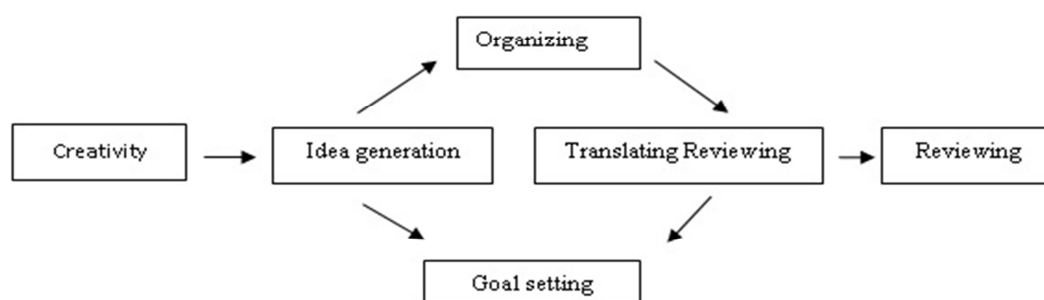 Organizing
Creativity
Idea generation
Translating Reviewing
Reviewing
Goal setting